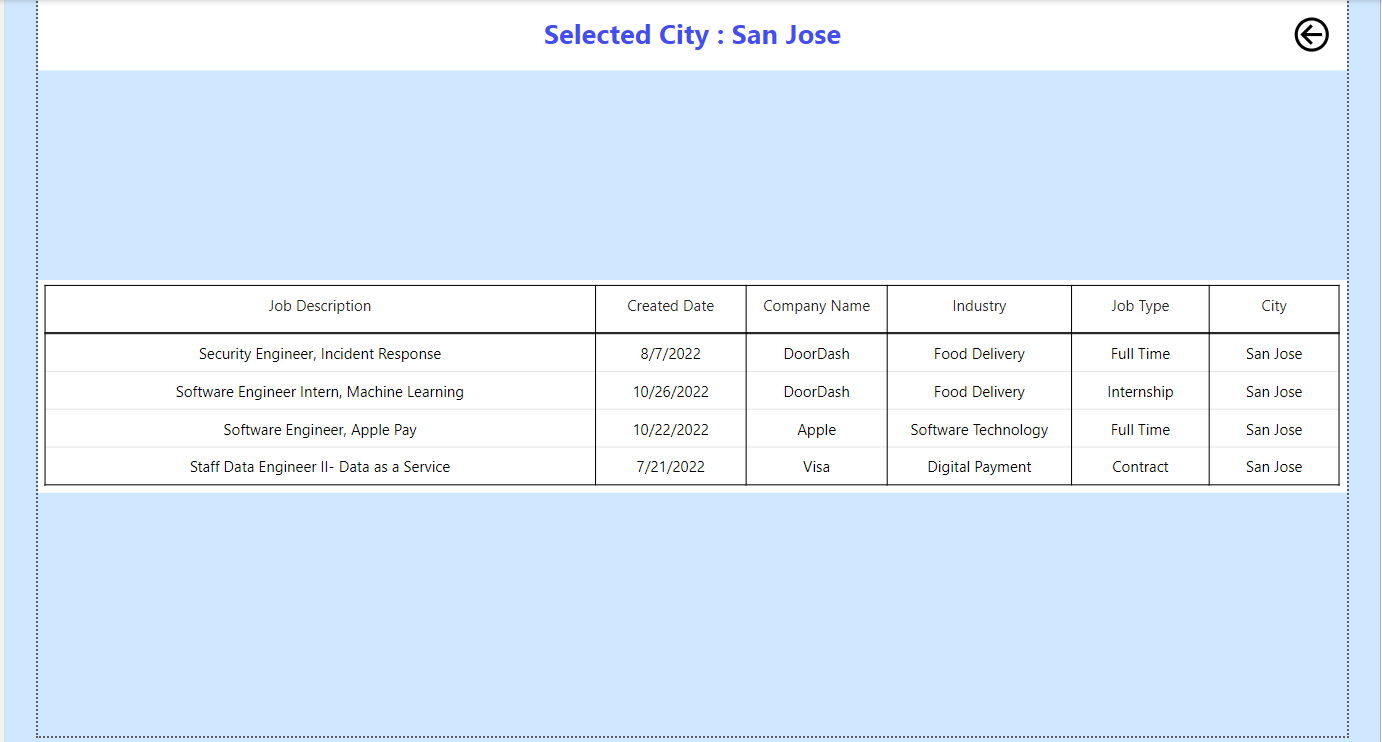 Selected City : San Jose
Job Description Created Date Company Name Industry Job Type City
Security Engineer, Incident Response 8/7/2022 DoorDash Food Delivery Full Time San Jose
Software Engineer Intern, Machine Learning 10/26/2022 DoorDash Food Delivery Internship San Jose
Software Engineer, Apple Pay 10/22/2022 Apple Software Technology Full Time San Jose
Staff Data Engineer II- Data as a Service 7/21/2022 Visa Digital Payment Contract San Jose